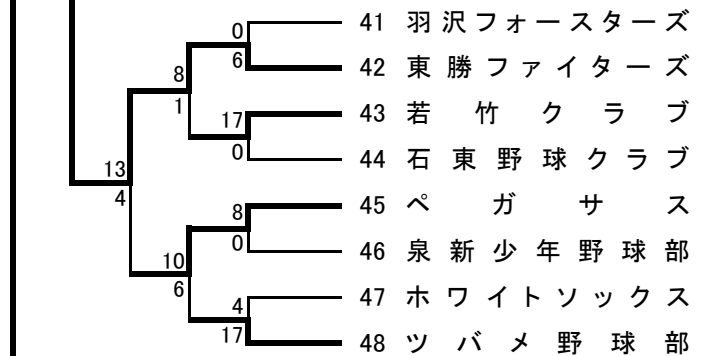 0
41 羽沢フォースターズ
6
42 東勝ファイターズ
8
1
17
43 若竹クラブ
0
44 石東野球クラブ
13
4
8
45 ペガサス
0
46 泉新少年野球部
10
6
4
47 ホワイトソックス
17
48 ツバメ野球部